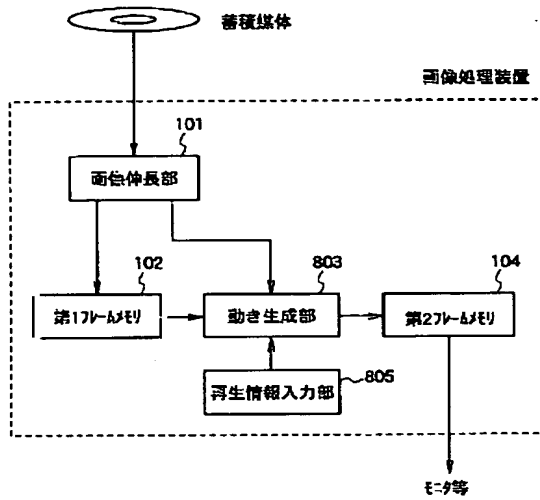 蓄積媒体
画像処理装置
101
画像伸長部
102
第1フレームメモリ
803
動き生成部
104
第2フレームメモリ
再生情報入力部
805
モニタ等